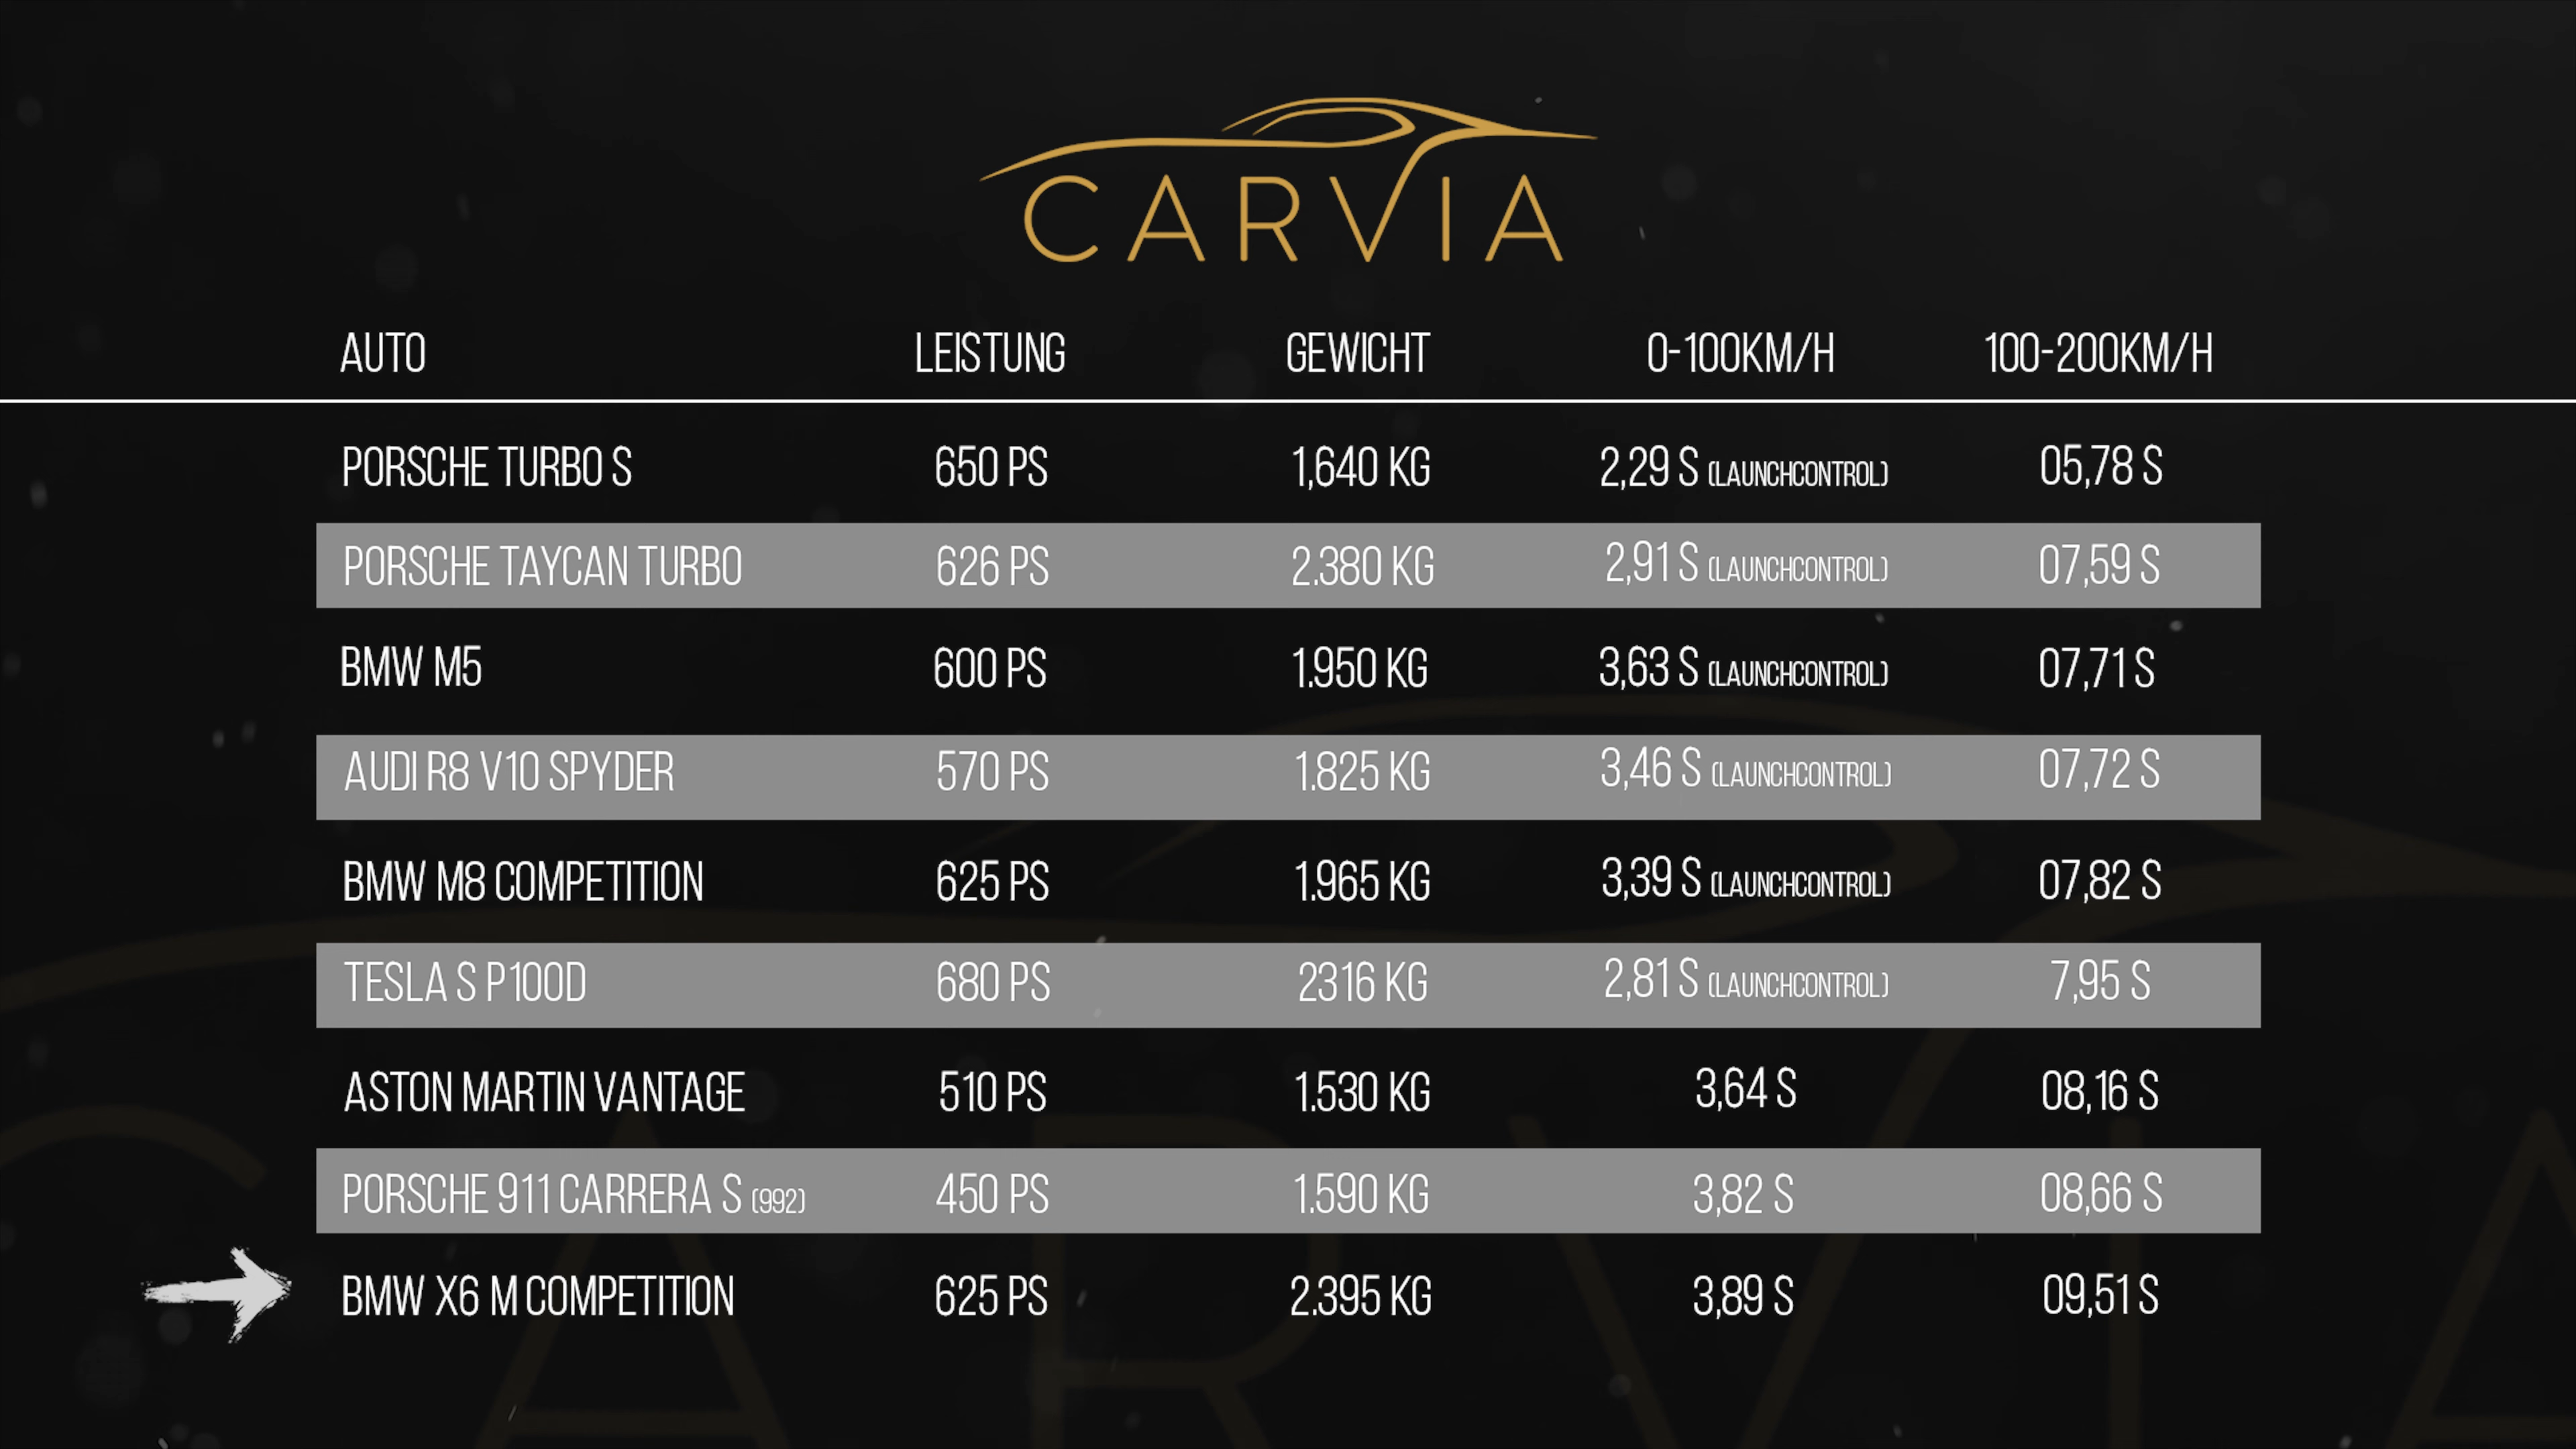 CARVIA
AUTO LEISTUNG GEWICHT 0-100KM/H 100-200KM/H
PORSCHE TURBO S 650 PS 1,640 KG 2,29 S (LAUNCHCONTROL) 05,78 S
PORSCHE TAYCAN TURBO 626 PS 2.380 KG 2,91 S (LAUNCHCONTROL) 07,59 S
BMW M5 600 PS 1.950 KG 3,63 S (LAUNCHCONTROL) 07,71 S
AUDI R8 V10 SPYDER 570 PS 1.825 KG 3,46 S (LAUNCHCONTROL) 07,72 S
BMW M8 COMPETITION 625 PS 1.965 KG 3,39 S (LAUNCHCONTROL) 07,82 S
TESLA S P100D 680 PS 2316 KG 2,81 S (LAUNCHCONTROL) 7,95 S
ASTON MARTIN VANTAGE 510 PS 1.530 KG 3,64 S 08,16 S
PORSCHE 911 CARRERA S (992) 450 PS 1.590 KG 3,82 S 08,66 S
BMW X6 M COMPETITION 625 PS 2.395 KG 3,89 S 09,51 S